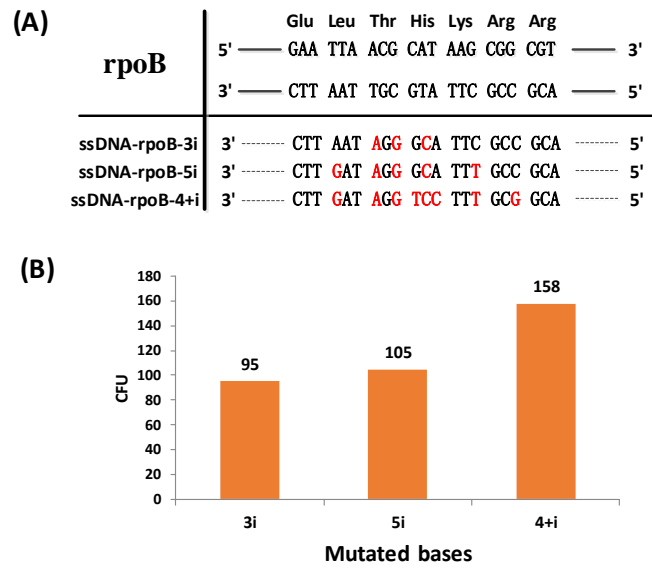 (A)
Glu Leu Thr His Lys Arg Arg
rpoB
5' GAA TTA ACG CAT AAG CGG CGT 3'
3' CTT AAT TGC GTA TTC GCC GCA 5'
ssDNA-rpoB-3i 3' CTT AAT AGG GCA TTC GCC GCA 5'
ssDNA-rpoB-5i 3' CTT GAT AGG GCA TTT GCC GCA 5'
ssDNA-rpoB-4+i 3' CTT GAT AGG TCC TTT GCG GCA 5'
(B)
180
160
140
120
100
80
60
40
20
0
CFU
95
105
158
3i 5i 4+i
Mutated bases